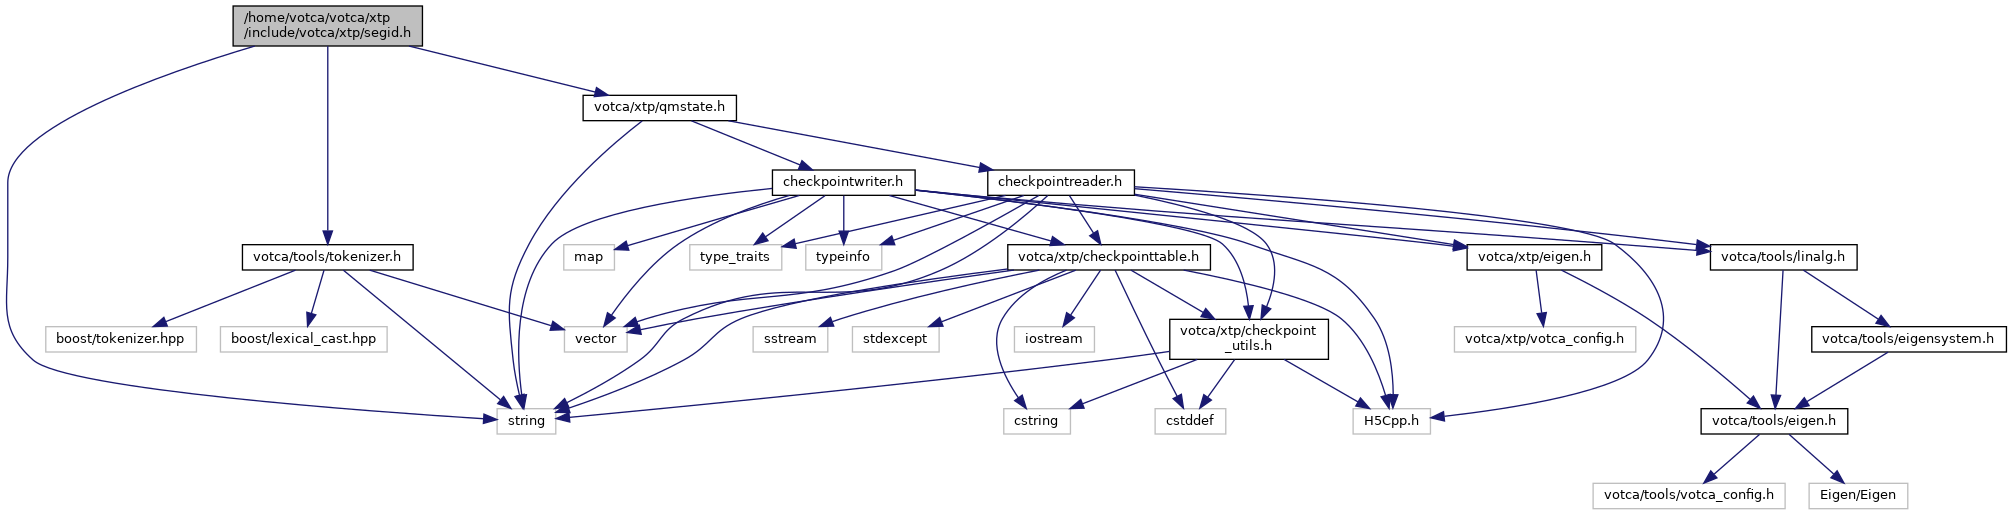 /home/votca/votca/xtp
/include/votca/xtp/segid.h
votca/xtp/qmstate.h
checkpointwriter.h
checkpointreader.h
votca/tools/tokenizer.h
map
type_traits
typeinfo
votca/xtp/checkpointtable.h
votca/xtp/eigen.h
votca/tools/linalg.h
boost/tokenizer.hpp
boost/lexical_cast.hpp
vector
sstream
stdexcept
iostream
votca/xtp/checkpoint
_utils.h
votca/xtp/votca_config.h
votca/tools/eigensystem.h
string
cstring
cstddef
H5Cpp.h
votca/tools/eigen.h
votca/tools/votca_config.h
Eigen/Eigen